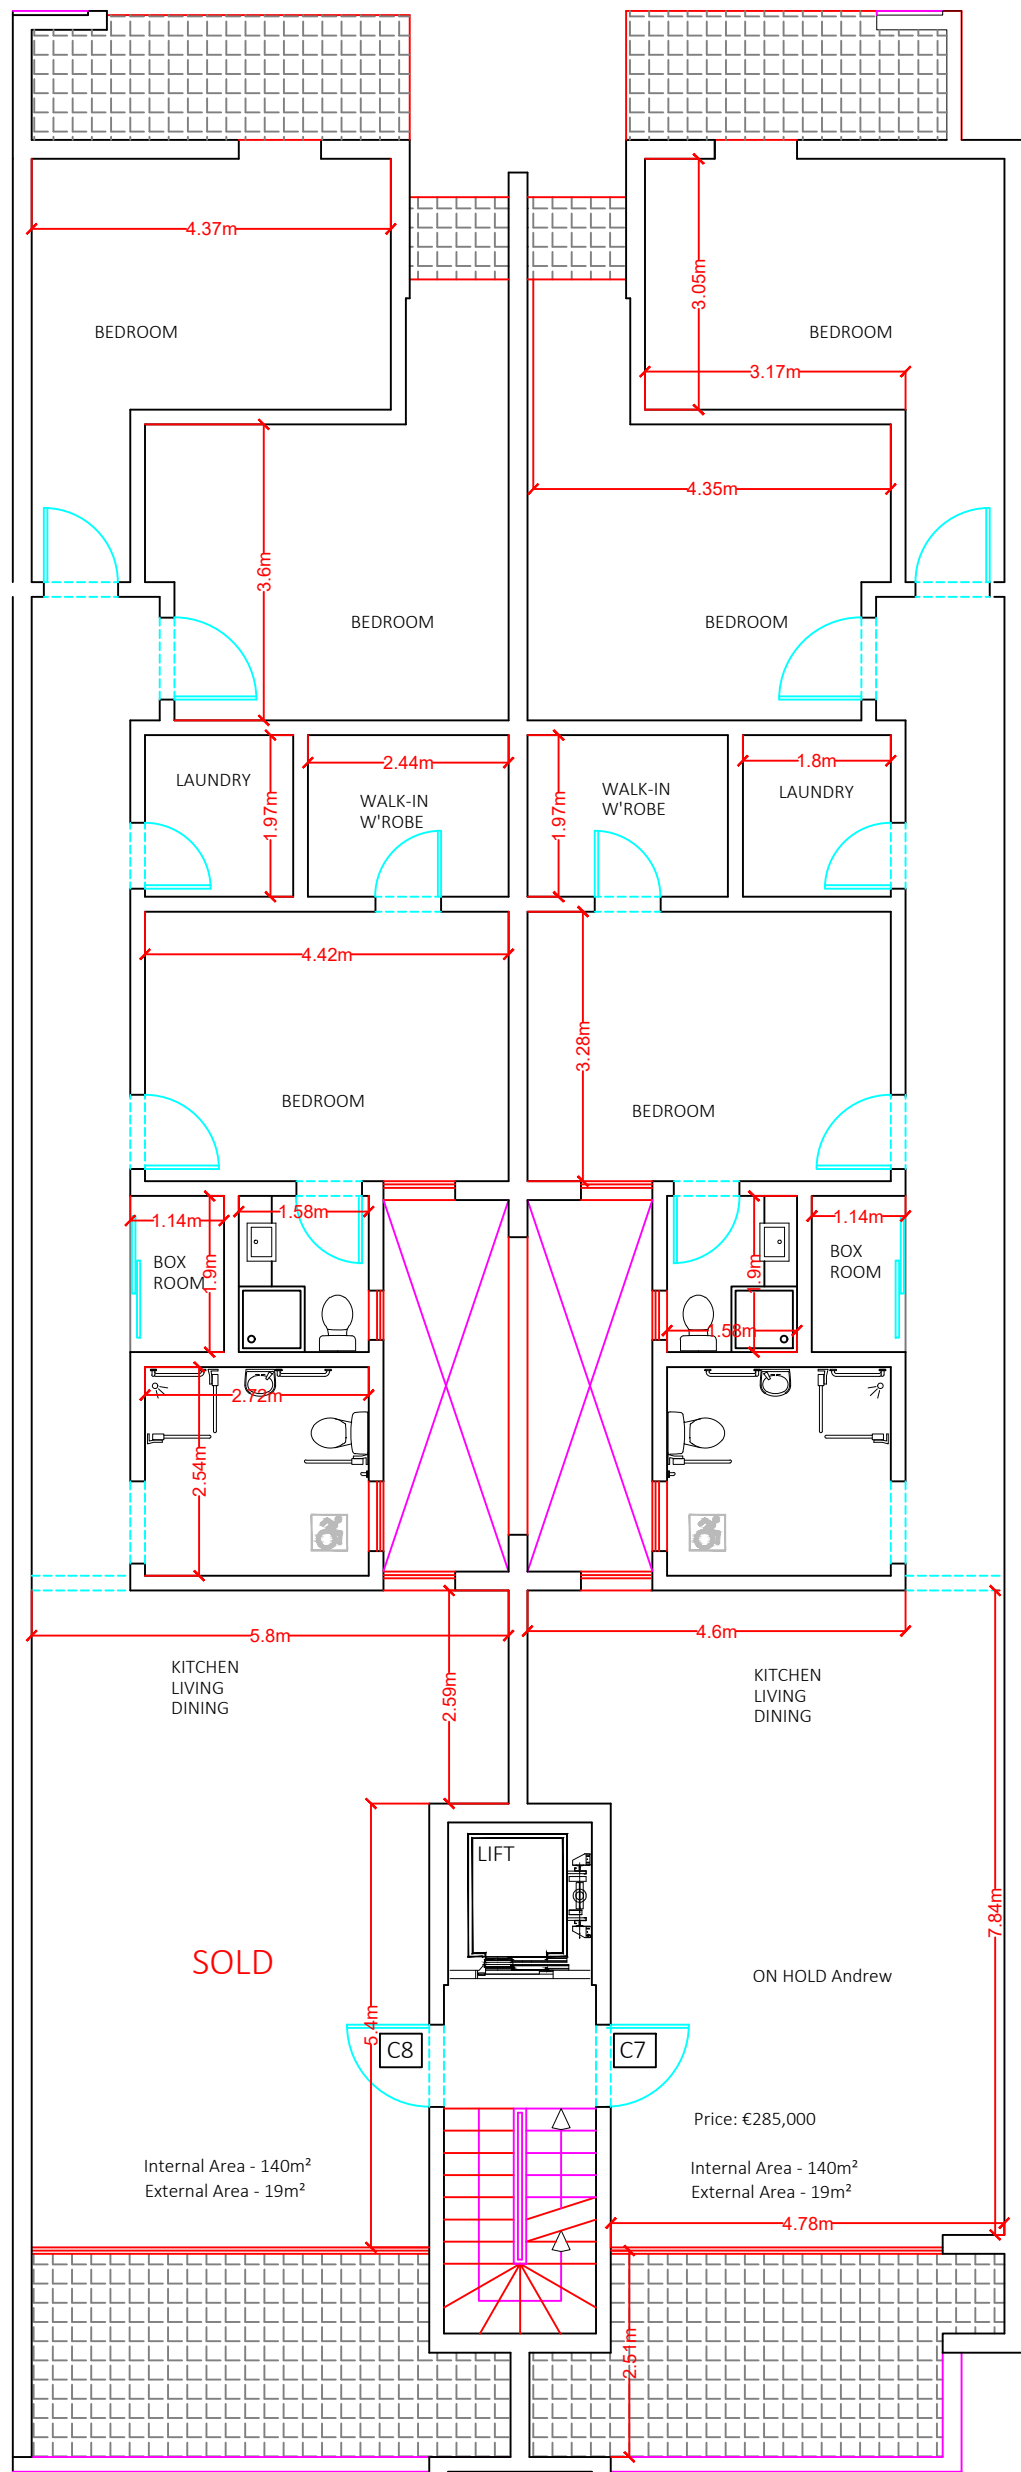 4.37m
3.05m
BEDROOM
BEDROOM
3.17m
4.35m
3.6m
BEDROOM
BEDROOM
2.44m
1.8m
LAUNDRY
WALK-IN
W'ROBE
1.97m
1.97m
WALK-IN
W'ROBE
LAUNDRY
4.42m
3.28m
BEDROOM
BEDROOM
1.14m
1.58m
1.14m
BOX
ROOM
1.9m
1.9m
BOX
ROOM
1.58m
2.72m
2.54m
5.8m
4.6m
KITCHEN
LIVING
DINING
2.59m
KITCHEN
LIVING
DINING
LIFT
7.84m
SOLD
ON HOLD Andrew
5.4m
C8
C7
Price: €285,000
Internal Area - 140m²
External Area - 19m²
Internal Area - 140m²
External Area - 19m²
4.78m
2.51m